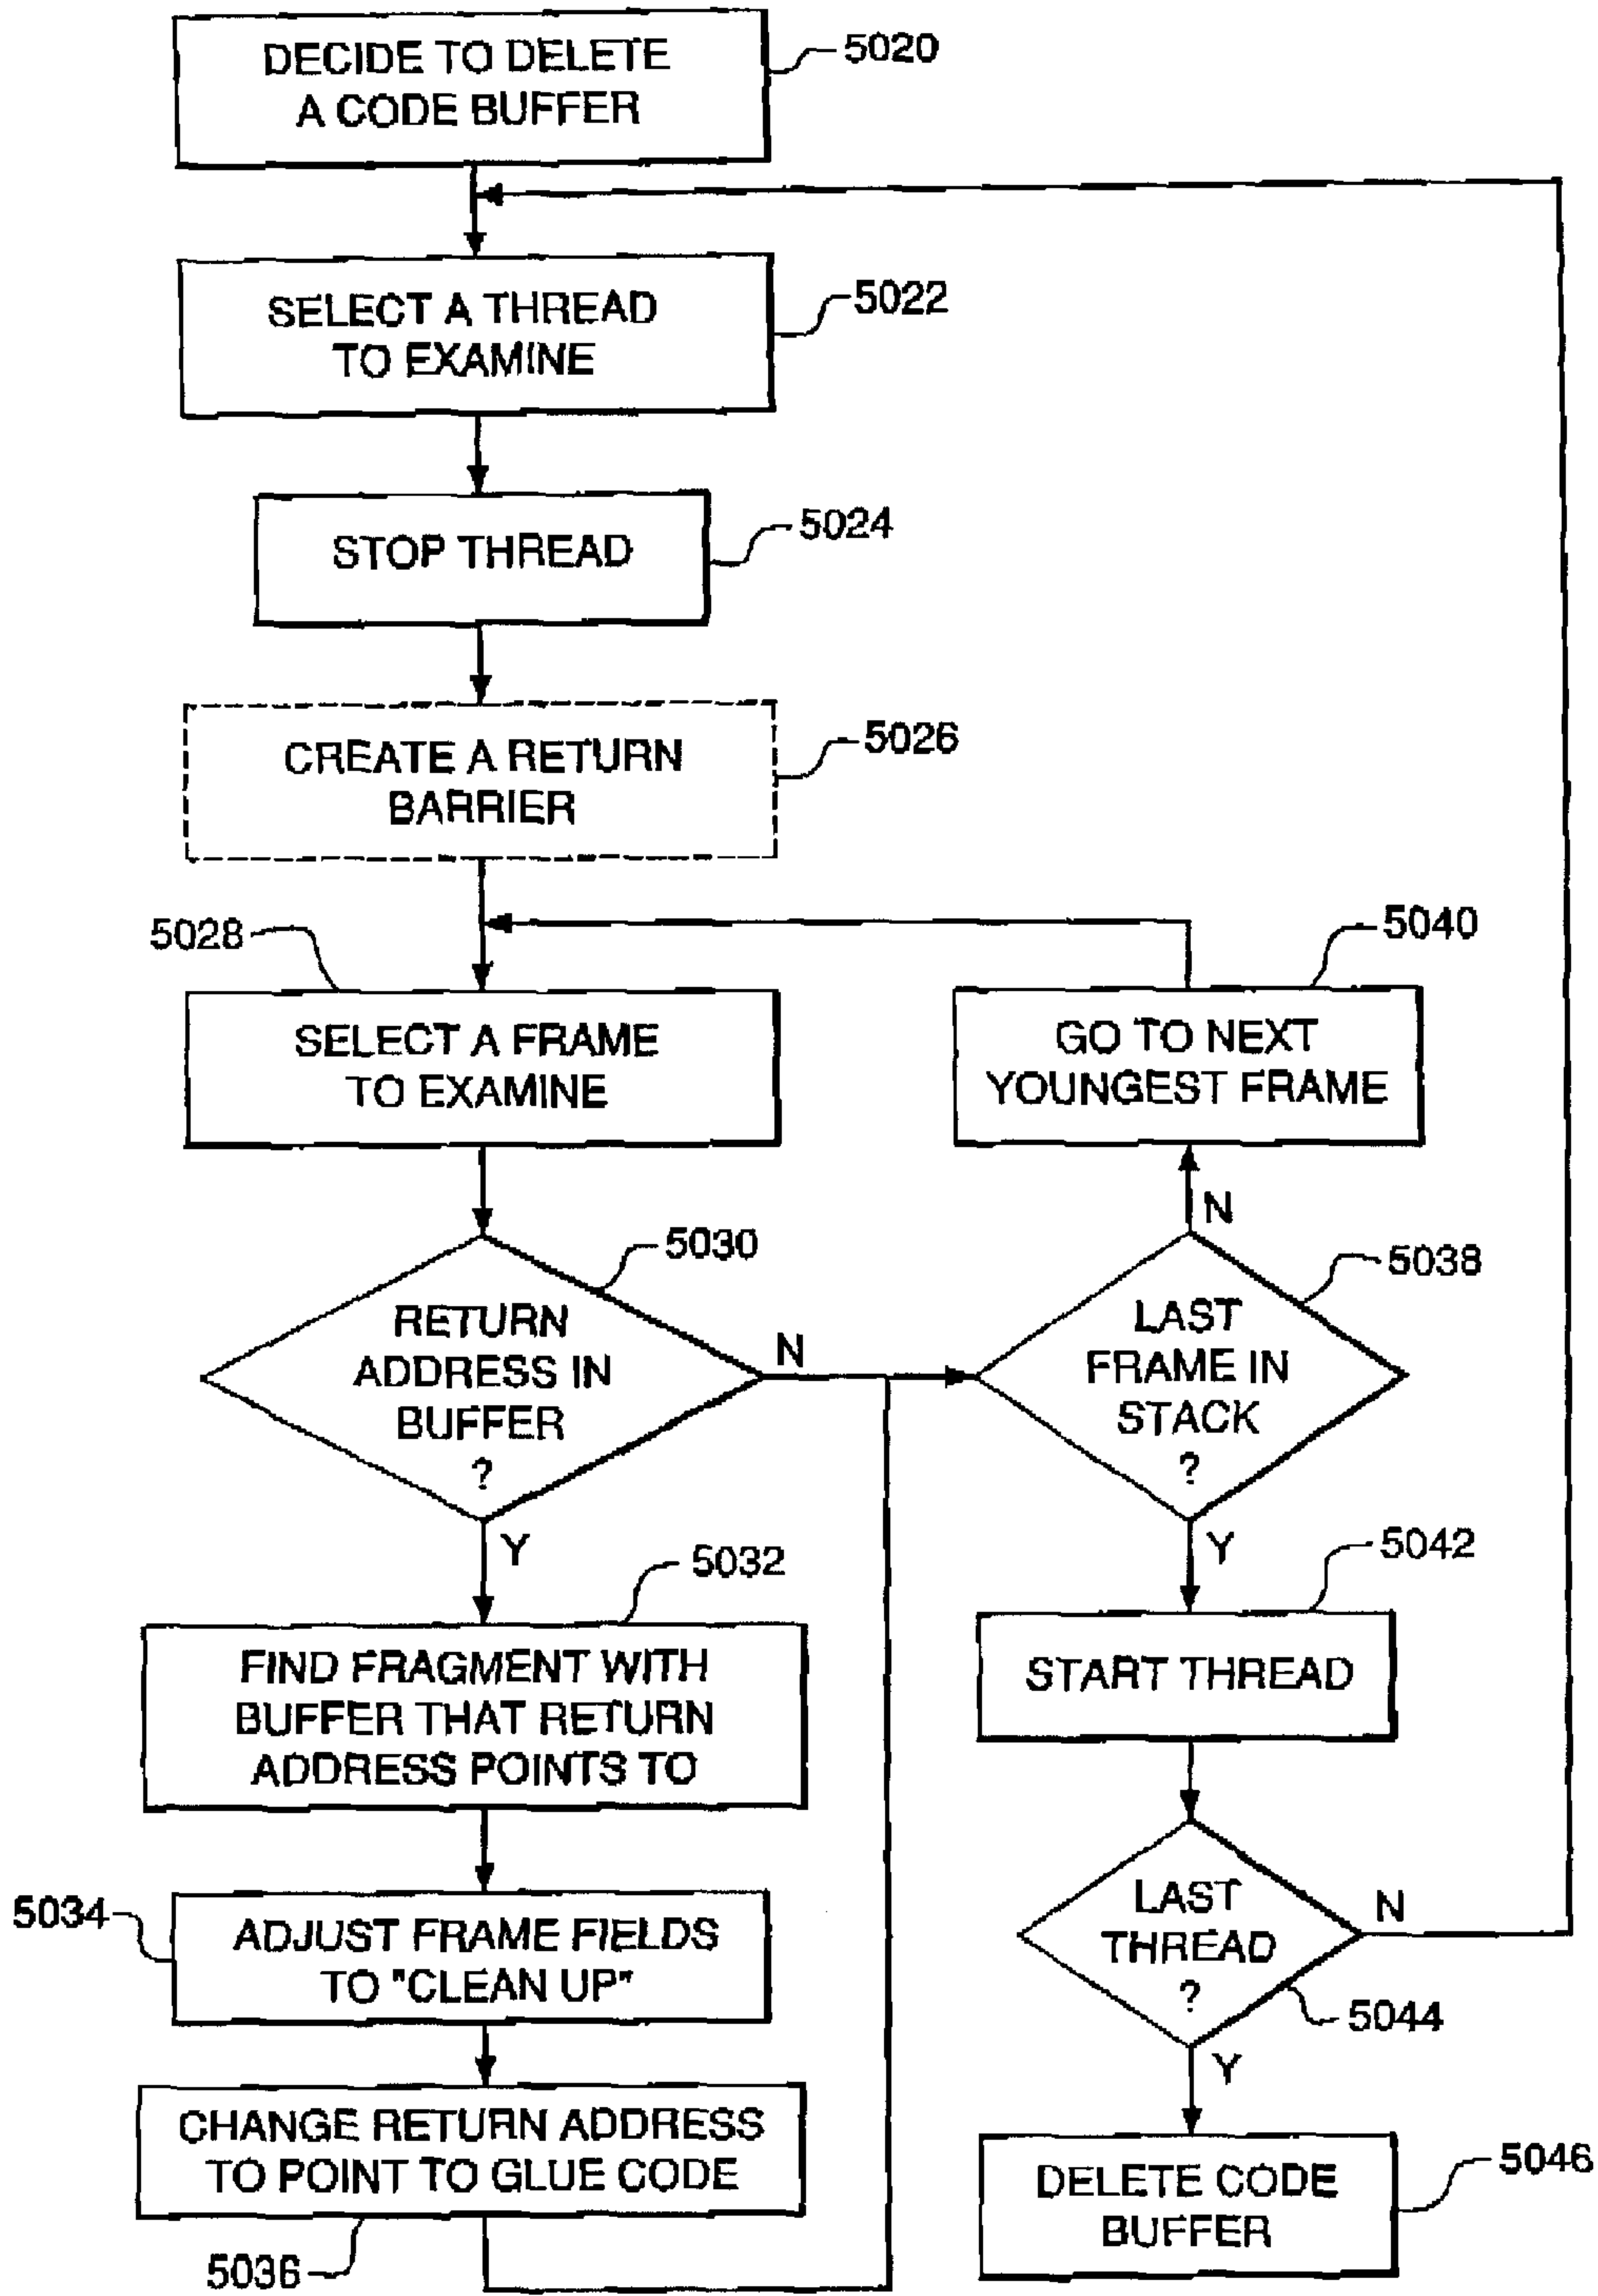 DECIDE TO DELETE
A CODE BUFFER
5020
SELECT A THREAD
TO EXAMINE
5022
STOP THREAD
5024
CREATE A RETURN
BARRIER
5026
5028
SELECT A FRAME
TO EXAMINE
5040
GO TO NEXT
YOUNGEST FRAME
N
5030
RETURN
ADDRESS IN
BUFFER
?
N
Y
5038
LAST
FRAME IN
STACK
?
Y
5032
FIND FRAGMENT WITH
BUFFER THAT RETURN
ADDRESS POINTS TO
5042
START THREAD
5034
ADJUST FRAME FIELDS
TO "CLEAN UP"
LAST
THREAD
?
N
5044
Y
CHANGE RETURN ADDRESS
TO POINT TO GLUE CODE
5036
DELETE CODE
BUFFER
5046